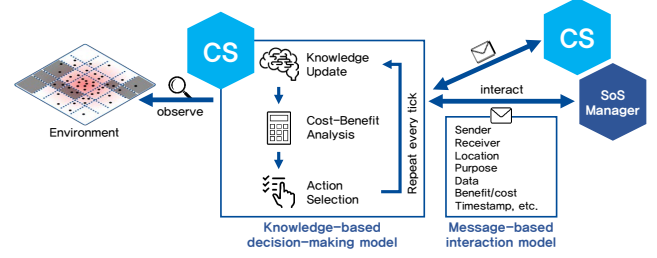 Environment
observe
CS
Knowledge
Update
Cost-Benefit
Analysis
Action
Selection
Repeat every tick
Knowledge-based
decision-making model
CS
SoS
Manager
interact
Sender
Receiver
Location
Purpose
Data
Benefit/cost
Timestamp, etc.
Message-based
interaction model